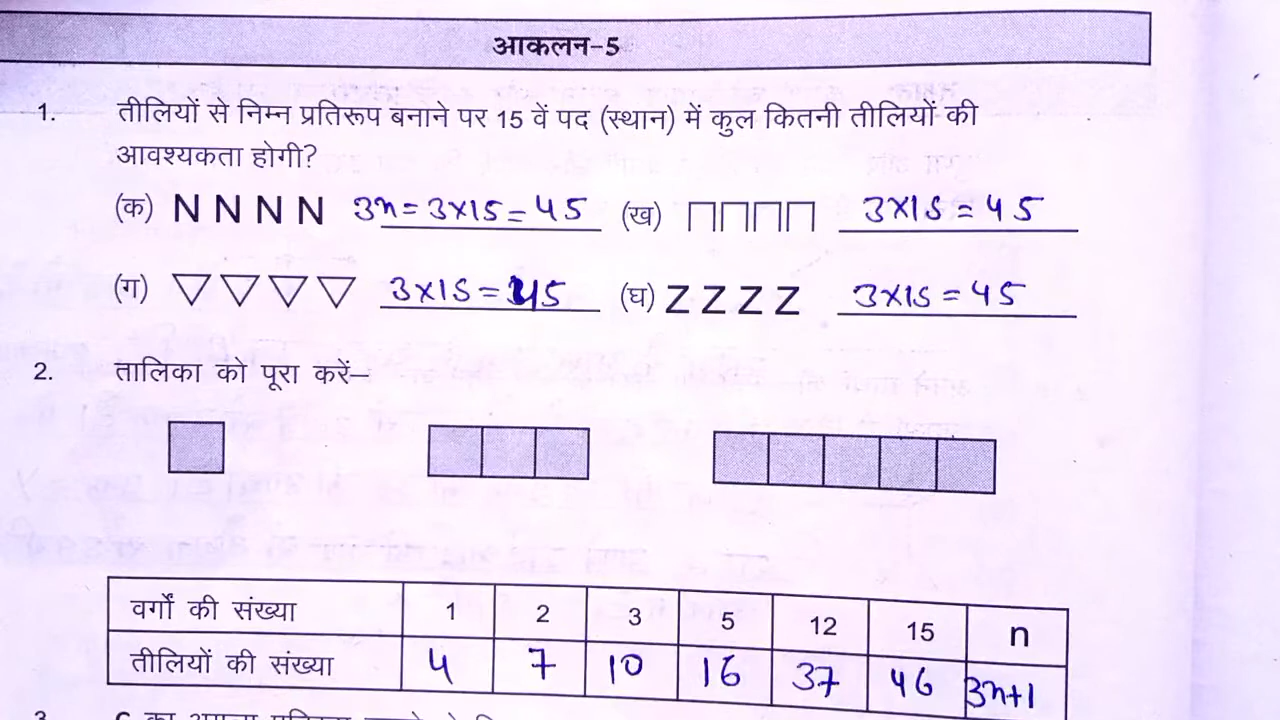 आकलन-5
1. तीलियों से निम्न प्रतिरूप बनाने पर 15 वें पद (स्थान) में कुल कितनी तीलियों की
आवश्यकता होगी?
(क) N N N N 3n = 3x15 = 45 (ख) 3x15 = 45
(ग) 3x15 = 45 (घ) Z Z Z Z 3x15 = 45
2. तालिका को पूरा करें–
वर्गों की संख्या 1 2 3 5 12 15 n
तीलियों की संख्या 4 7 10 16 37 46 3n+1
3.